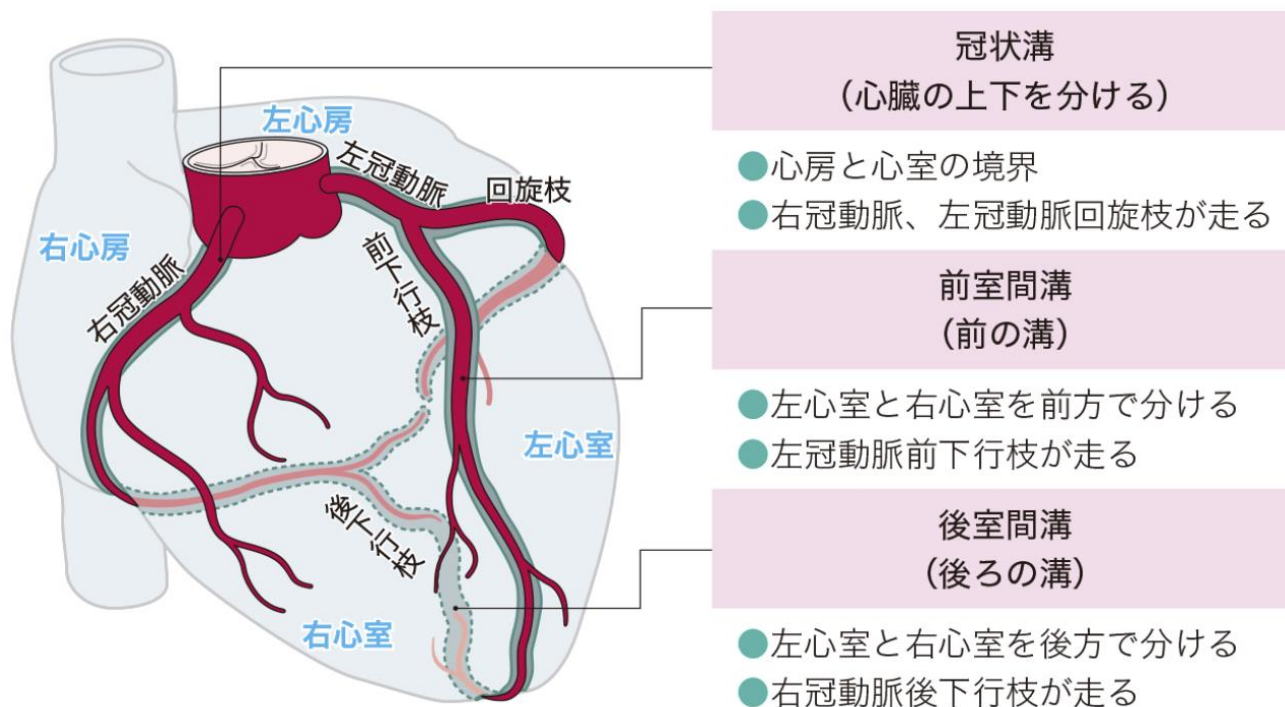 左心房
左冠動脈
回旋枝
右心房
右冠動脈
前下行枝
左心室
後下行枝
右心室
冠状溝
（心臓の上下を分ける）
●心房と心室の境界
●右冠動脈、左冠動脈回旋枝が走る
前室間溝
（前の溝）
●左心室と右心室を前方で分ける
●左冠動脈前下行枝が走る
後室間溝
（後ろの溝）
●左心室と右心室を後方で分ける
●右冠動脈後下行枝が走る